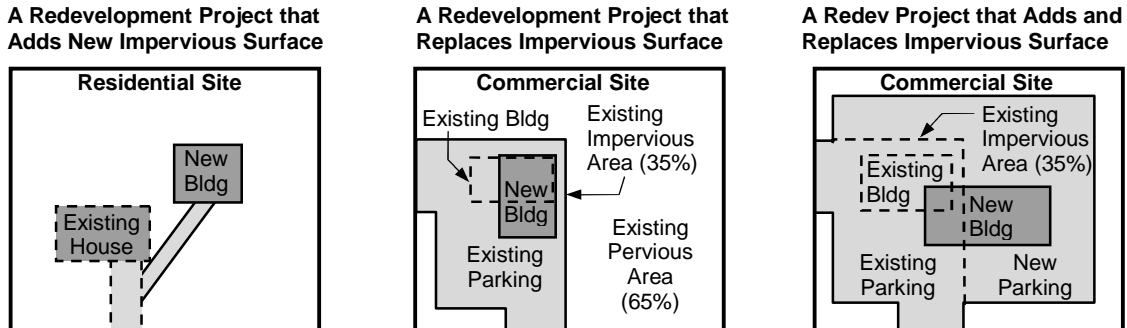 A Redevelopment Project that
Adds New Impervious Surface
Residential Site
New
Bldg
Existing
House
A Redevelopment Project that
Replaces Impervious Surface
Commercial Site
Existing Bldg
Existing
Impervious
Area (35%)
New
Bldg
Existing
Parking
Existing
Pervious
Area
(65%)
A Redev Project that Adds and
Replaces Impervious Surface
Commercial Site
Existing
Impervious
Area (35%)
Existing
Bldg
New
Bldg
Existing
Parking
New
Parking